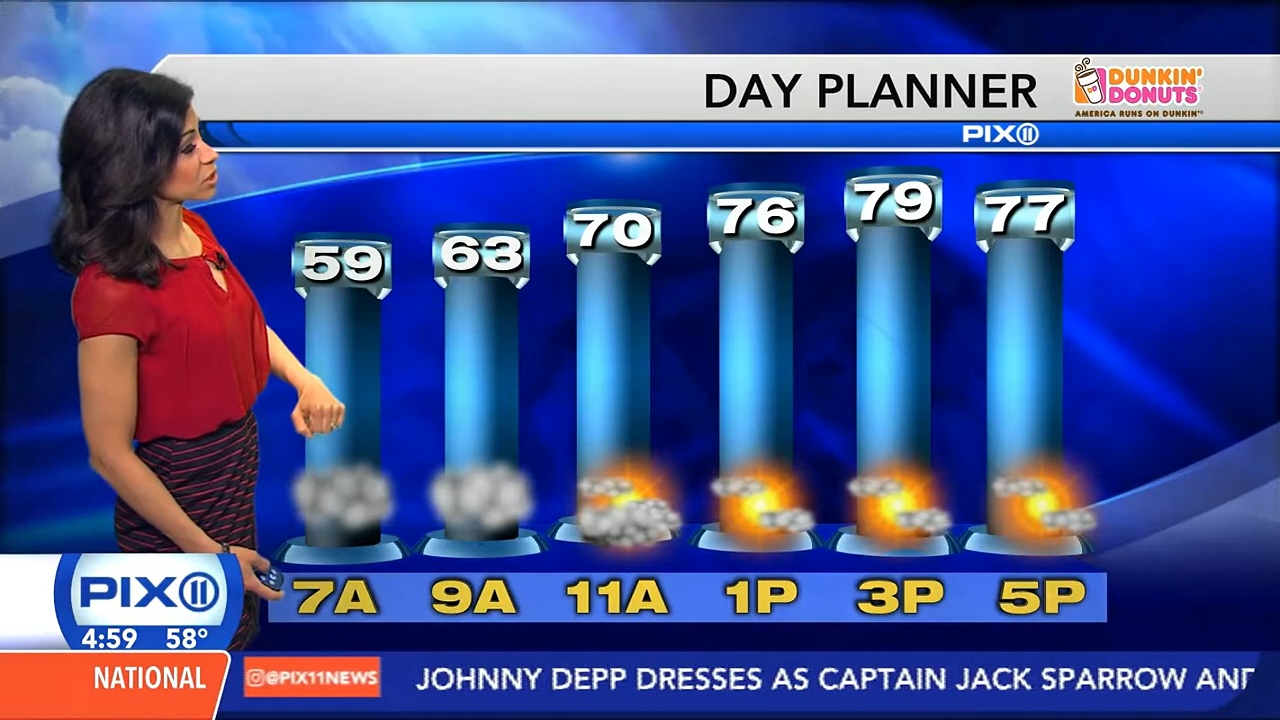 DAY PLANNER
DUNKIN'
DONUTS
AMERICA RUNS ON DUNKIN'
PIX11
59 63 70 76 79 77
7A 9A 11A 1P 3P 5P
PIX11
4:59 58°
NATIONAL @PIX11NEWS JOHNNY DEPP DRESSES AS CAPTAIN JACK SPARROW AND